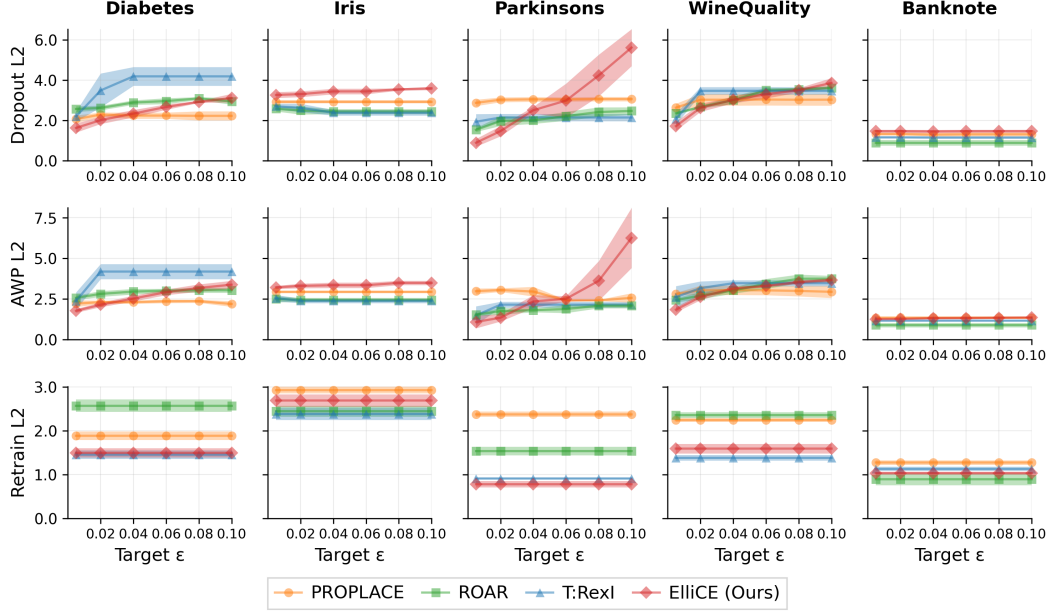 Diabetes Iris Parkinsons WineQuality Banknote
Dropout L2
6.0
4.0
2.0
0.0
0.02 0.04 0.06 0.08 0.10 0.02 0.04 0.06 0.08 0.10 0.02 0.04 0.06 0.08 0.10 0.02 0.04 0.06 0.08 0.10 0.02 0.04 0.06 0.08 0.10
AWP L2
7.5
5.0
2.5
0.0
0.02 0.04 0.06 0.08 0.10 0.02 0.04 0.06 0.08 0.10 0.02 0.04 0.06 0.08 0.10 0.02 0.04 0.06 0.08 0.10 0.02 0.04 0.06 0.08 0.10
Retrain L2
3.0
2.0
1.0
0.0
0.02 0.04 0.06 0.08 0.10 0.02 0.04 0.06 0.08 0.10 0.02 0.04 0.06 0.08 0.10 0.02 0.04 0.06 0.08 0.10 0.02 0.04 0.06 0.08 0.10
Target ε Target ε Target ε Target ε Target ε
PROPLACE ROAR T:RexI ElliCE (Ours)